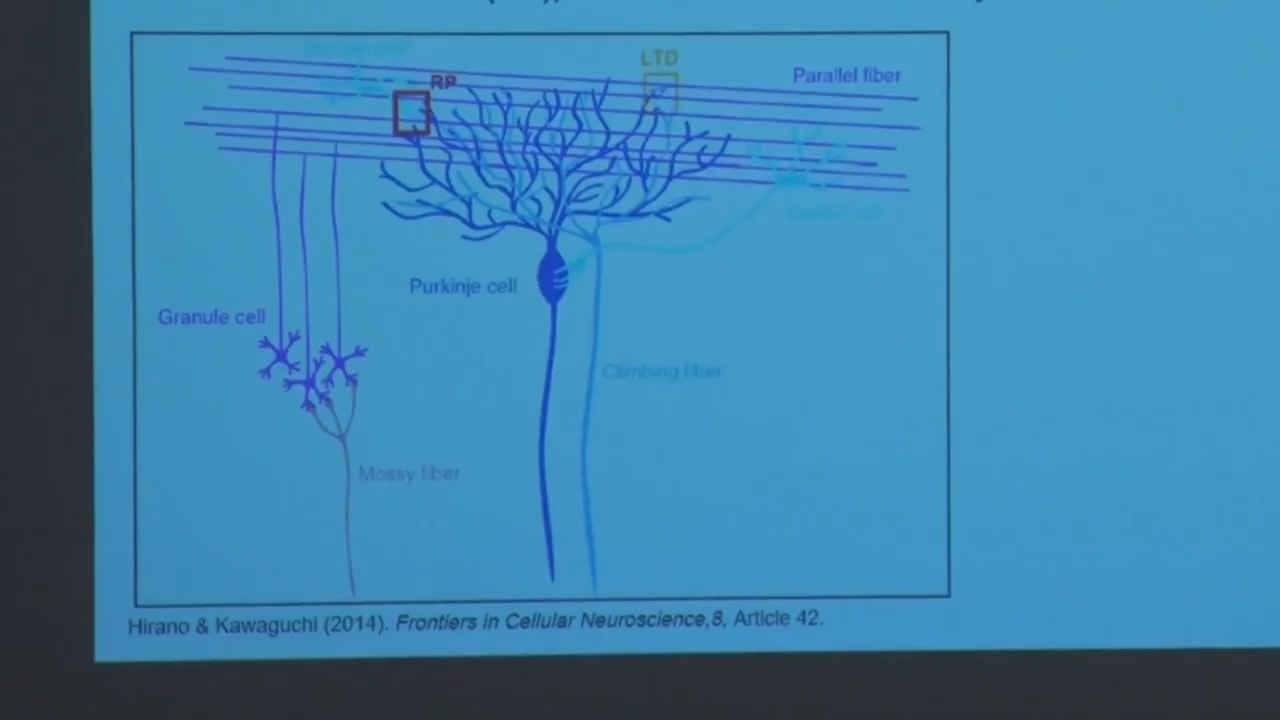 LTD
RP
Parallel fiber
Purkinje cell
Granule cell
Climbing fiber
Mossy fiber
Hirano & Kawaguchi (2014). Frontiers in Cellular Neuroscience,8, Article 42.